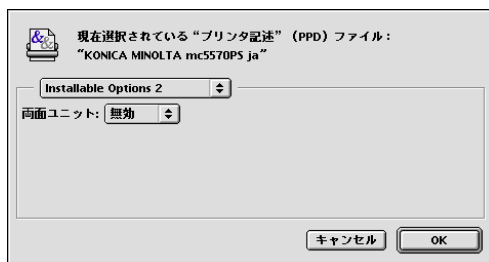 現在選択されている“プリンタ記述” (PPD) ファイル：
“KONICA MINOLTA mc5570PS ja”
Installable Options 2
両面ユニット: 無効
キャンセル OK